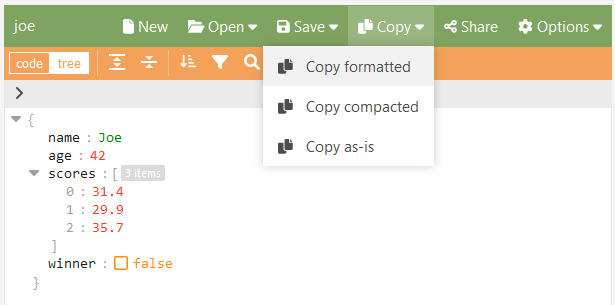 joe New Open Save Copy Share Options
code tree
Copy formatted
Copy compacted
Copy as-is
{
name : Joe
age : 42
scores : [ 3 items
0 : 31.4
1 : 29.9
2 : 35.7
]
winner : false
}